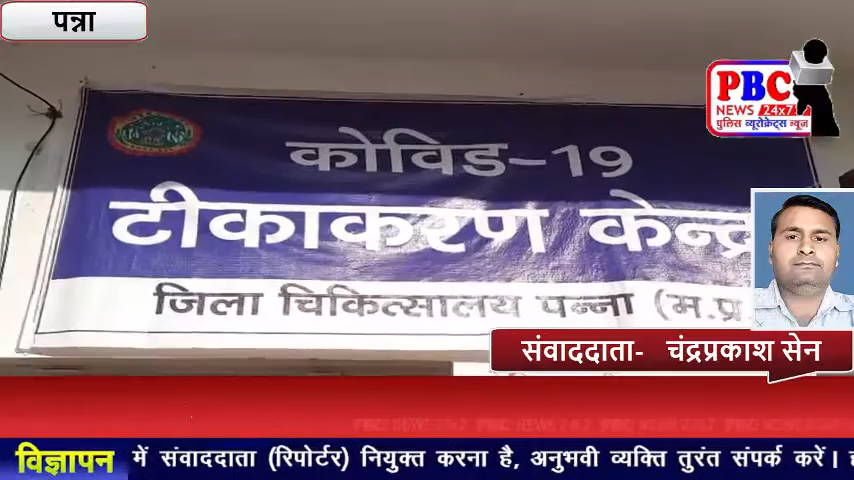 पन्ना
PBC
NEWS 24x7
पुलिस ब्यूरोक्रेट्स न्यूज
कोविड-19
टीकाकरण केन्द्र
जिला चिकित्सालय पन्ना (म.प्र.
संवाददाता- चंद्रप्रकाश सेन
विज्ञापन में संवाददाता (रिपोर्टर) नियुक्त करना है, अनुभवी व्यक्ति तुरंत संपर्क करें।